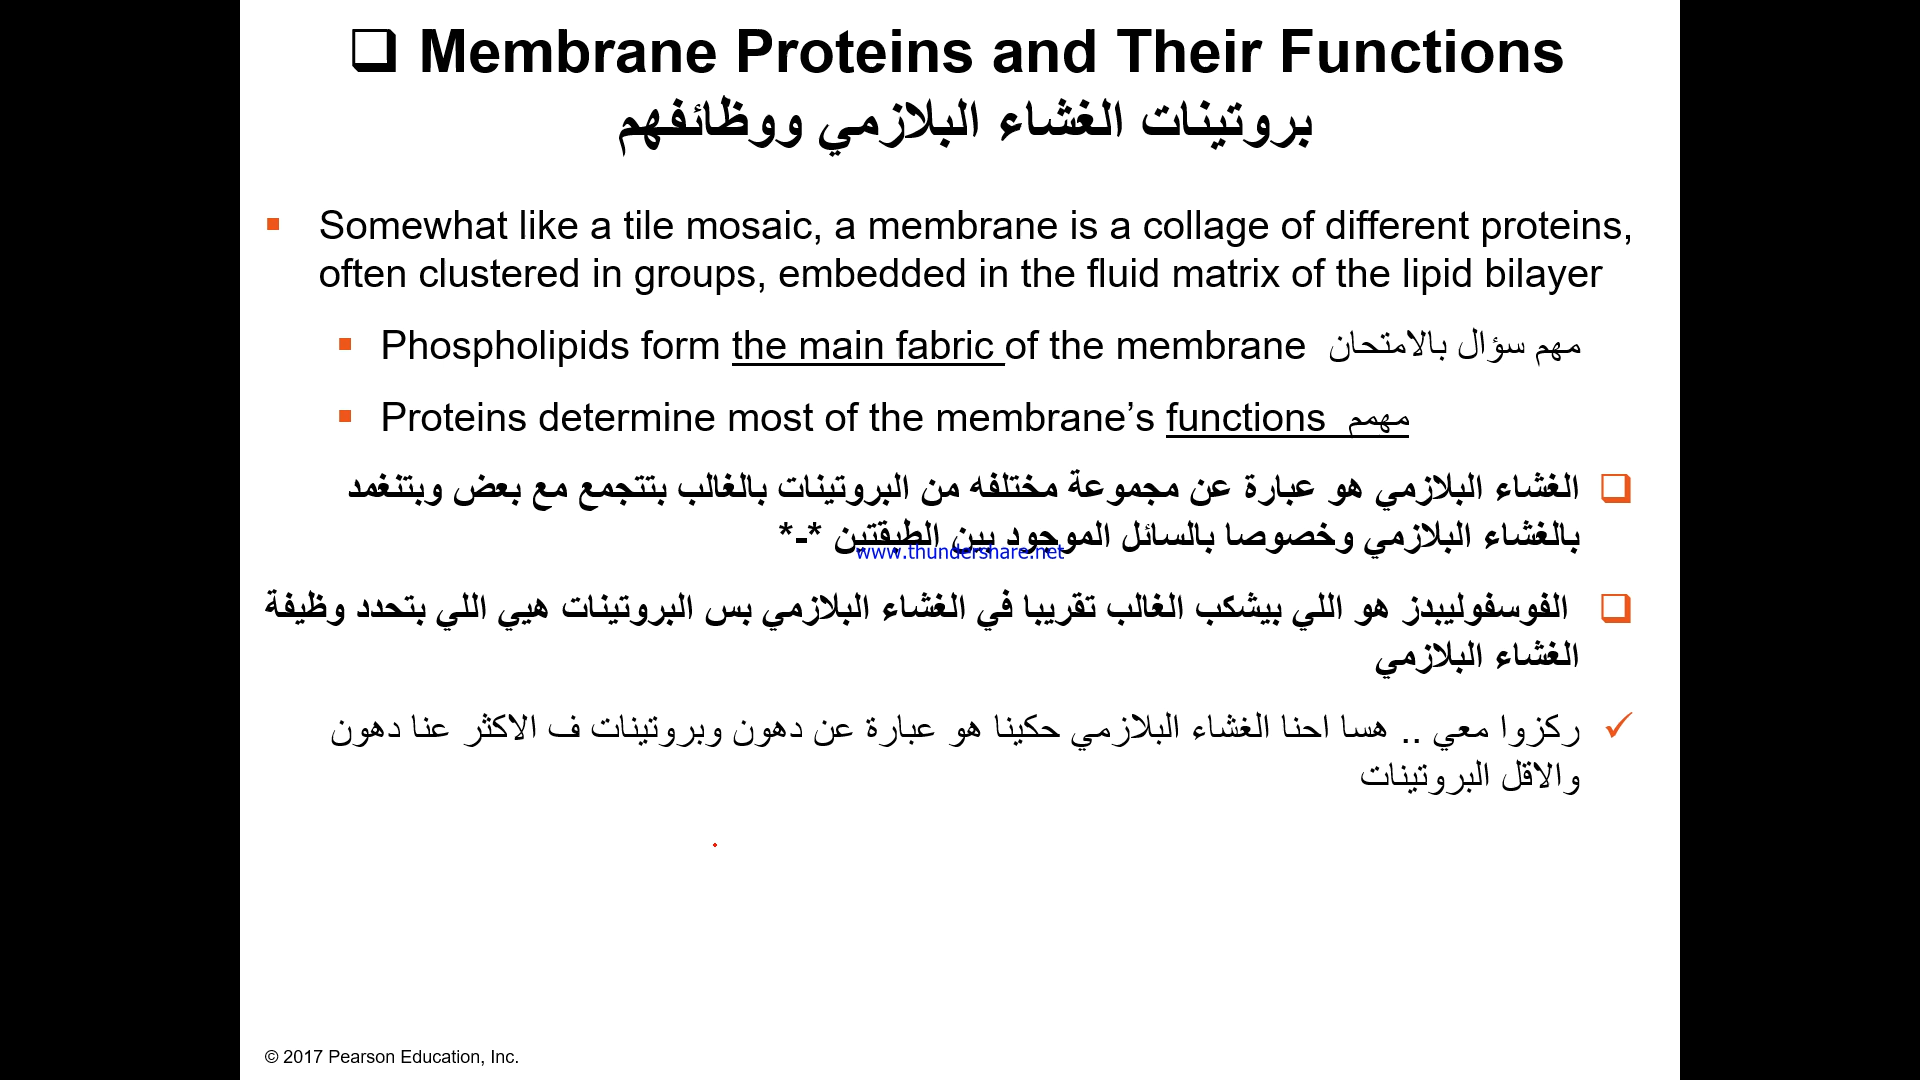 Membrane Proteins and Their Functions
بروتينات الغشاء البلازمي ووظائفهم
Somewhat like a tile mosaic, a membrane is a collage of different proteins,
often clustered in groups, embedded in the fluid matrix of the lipid bilayer
Phospholipids form the main fabric of the membrane مهم سؤال بالامتحان
Proteins determine most of the membrane’s functions مهمم
الغشاء البلازمي هو عبارة عن مجموعة مختلفه من البروتينات بالغالب بتتجمع مع بعض وبتنغمد
بالغشاء البلازمي وخصوصا بالسائل الموجود بين الطبقتين *-*
www.thundershare.net
الفوسفوليبدز هو اللي بيشكب الغالب تقريبا في الغشاء البلازمي بس البروتينات هيي اللي بتحدد وظيفة
الغشاء البلازمي
ركزوا معي .. هسا احنا الغشاء البلازمي حكينا هو عبارة عن دهون وبروتينات ف الاكثر عنا دهون
والاقل البروتينات
© 2017 Pearson Education, Inc.